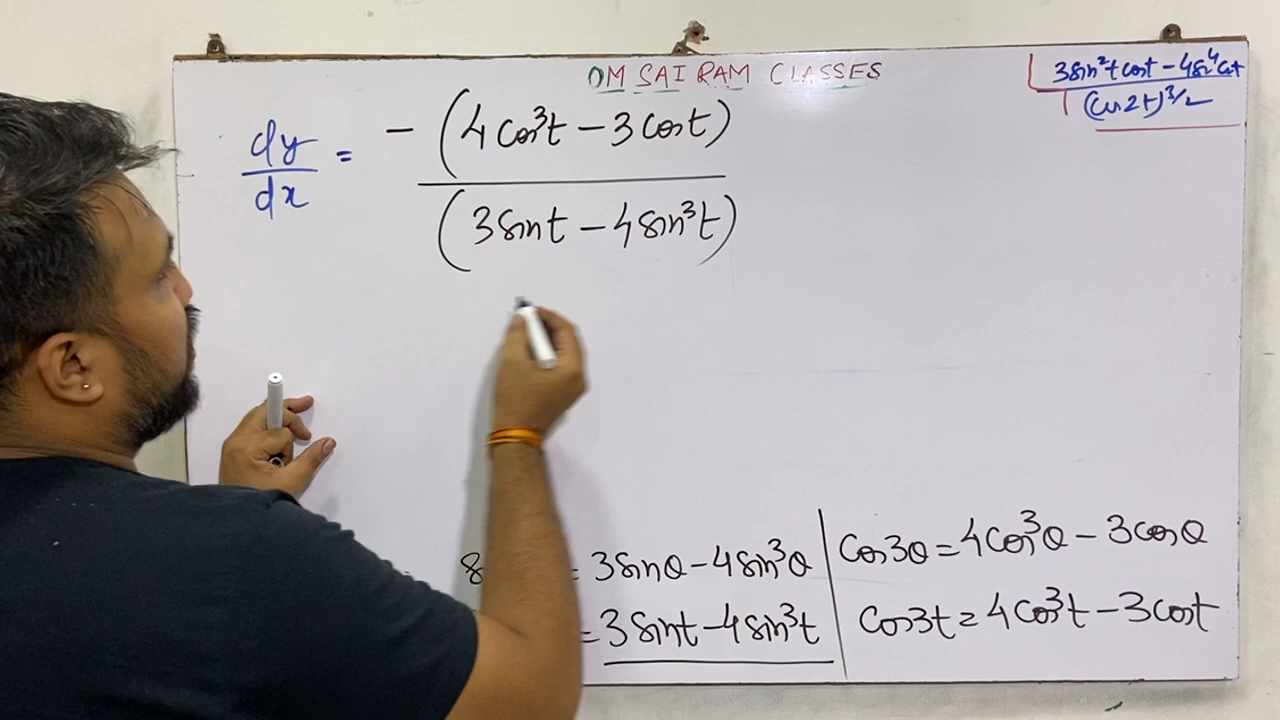 OM SAI RAM CLASSES
3sin²t cost - 4sin⁴t cost
(cos2t)^3/2
dy/dx = -(4cos³t - 3cost)
(3sint - 4sin³t)
= 3sinθ - 4sin³θ
= 3sint - 4sin³t
cos3θ = 4cos³θ - 3cosθ
cos3t = 4cos³t - 3cost